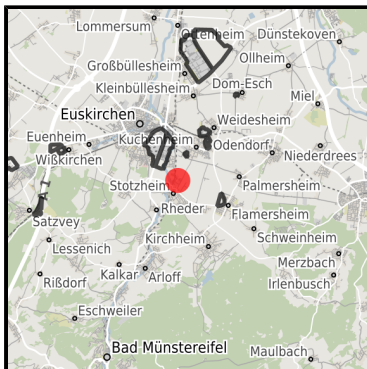 Lommersum
Ottenheim
Dünstekoven
Großbüllesheim
Ollheim
Kleinbüllesheim
Dom-Esch
Miel
Euskirchen
Weidesheim
Euenheim
Kuchenheim
Odendorf
Wißkirchen
Niederdrees
Stotzheim
Palmersheim
Satzvey
Rheder
Flamersheim
Lessenich
Kirchheim
Schweinheim
Merzbach
Rißdorf
Kalkar
Arloff
Irlenbusch
Eschweiler
Bad Münstereifel
Maulbach